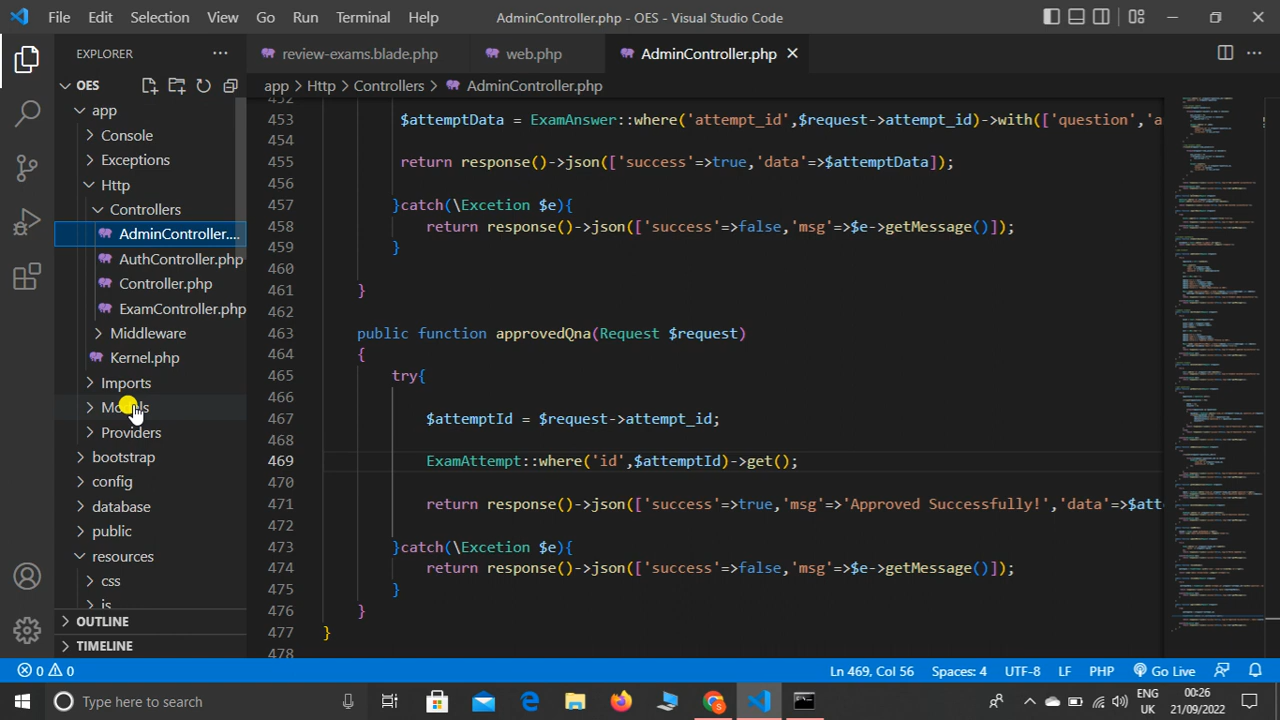 File Edit Selection View Go Run Terminal Help
AdminController.php - OES - Visual Studio Code
EXPLORER
review-exams.blade.php
web.php
AdminController.php
OES
app > Http > Controllers > AdminController.php
app
Console
Exceptions
Http
Controllers
AdminController....
AuthController.php
Controller.php
ExamController.php
Middleware
Kernel.php
Imports
Providers
bootstrap
config
database
public
resources
css
js
OUTLINE
TIMELINE
452
453 ExamAnswer::where('attempt_id',$request->attempt_id)->with(['question','a
454
455 return response()->json(['success'=>true,'data'=>$attemptData]);
456
457 }catch(\Excetion $e){
458 return response()->json(['success'=>false,'msg'=>$e->getMessage()]);
459 }
460
461 }
462
463 public function approvedQna(Request $request)
464 {
465 try{
466
467 = $request->attempt_id;
468
469 ExamAttempt::where('id',$attemptId)->get();
470
471 return response()->json(['success'=>true,'msg'=>'Approved Successfully!','data'=>$att
472
473 }catch(\Excetion $e){
474 return response()->json(['success'=>false,'msg'=>$e->getMessage()]);
475 }
476 }
477 }
478
0 0
Ln 469, Col 56
Spaces: 4
UTF-8
LF
PHP
Go Live
Type here to search
ENG
UK
00:26
21/09/2022